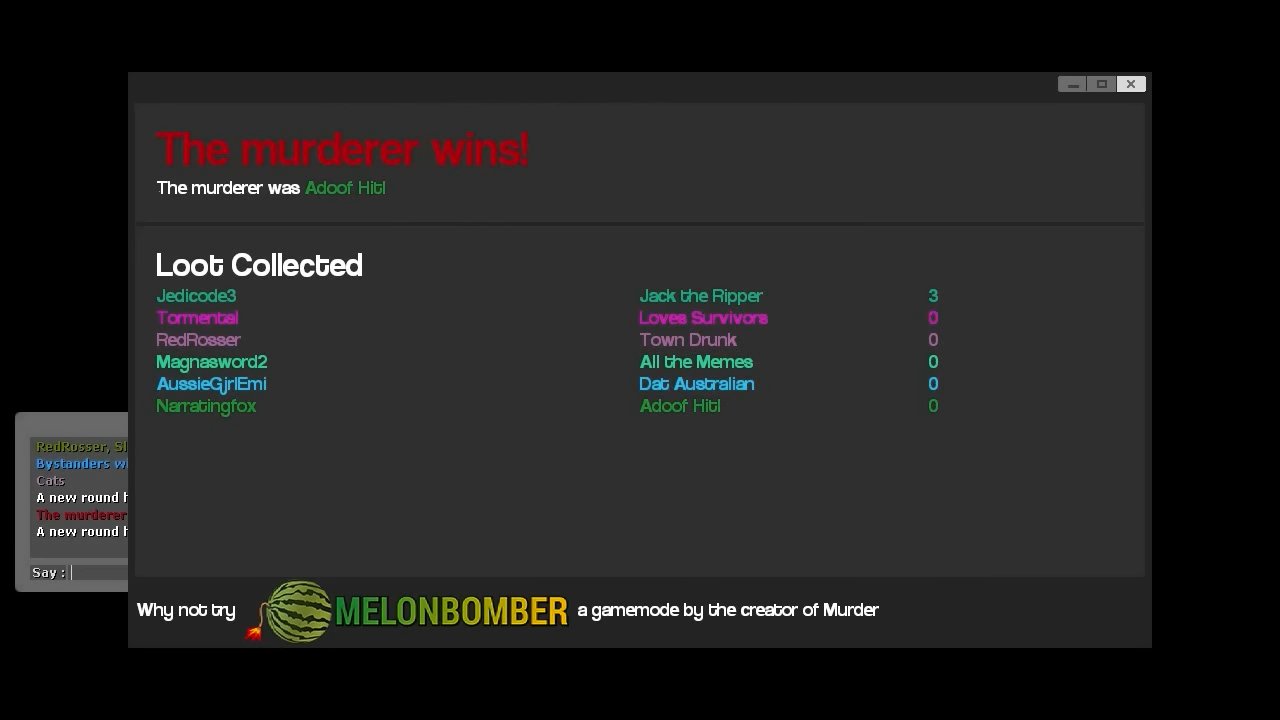 The murderer wins!
The murderer was Adoof Hitl
Loot Collected
Jedicode3 Jack the Ripper 3
Tormental Loves Survivors 0
RedRosser Town Drunk 0
Magnasword2 All the Memes 0
AussieGjrlEmi Dat Australian 0
Narratingfox Adoof Hitl 0
RedRosser,
Bystanders
Cats
A new round
The murderer
A new round
Say :
Why not try MELONBOMBER a gamemode by the creator of Murder